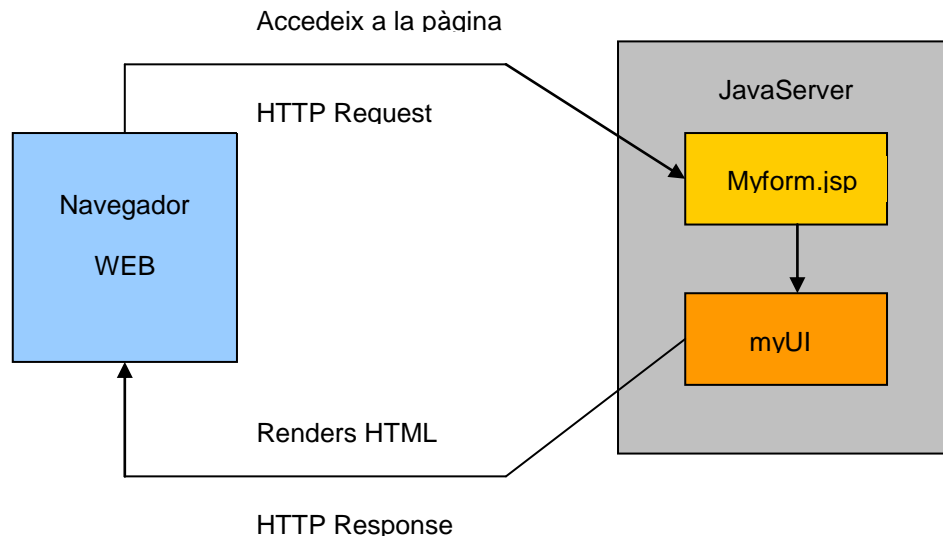 Accedeix a la pàgina
HTTP Request
JavaServer
Myform.jsp
Navegador
WEB
myUI
Renders HTML
HTTP Response